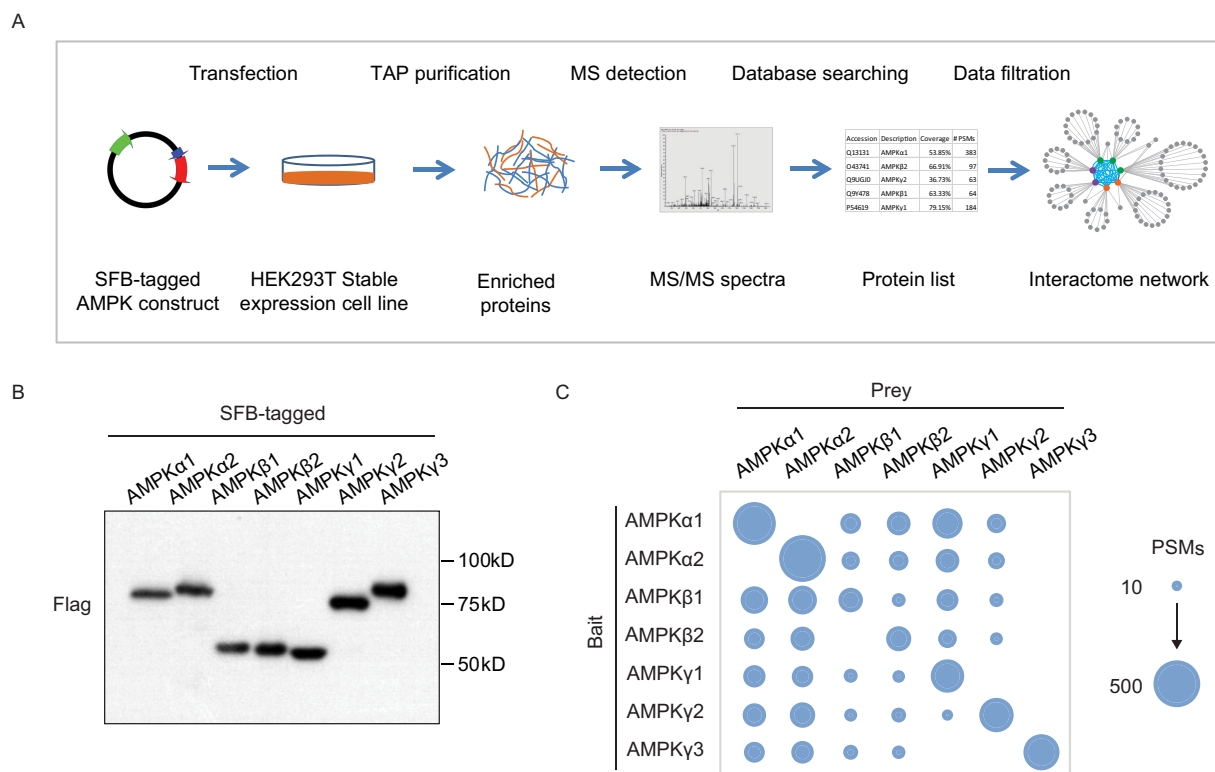 A
Transfection TAP purification MS detection Database searching Data filtration
Accession Description Coverage # PSMs
Q13131 AMPKα1 53.85% 383
O43741 AMPKβ2 66.91% 97
Q9UGJ0 AMPKγ2 36.73% 63
Q9Y478 AMPKβ1 63.33% 64
P54619 AMPKγ1 79.15% 184
SFB-tagged
AMPK construct
HEK293T Stable
expression cell line
Enriched
proteins
MS/MS spectra
Protein list
Interactome network
B
SFB-tagged
AMPKα1 AMPKα2 AMPKβ1 AMPKβ2 AMPKγ1 AMPKγ2 AMPKγ3
Flag
100kD
75kD
50kD
C
Prey
AMPKα1 AMPKα2 AMPKβ1 AMPKβ2 AMPKγ1 AMPKγ2 AMPKγ3
Bait
AMPKα1
AMPKα2
AMPKβ1
AMPKβ2
AMPKγ1
AMPKγ2
AMPKγ3
PSMs
10
500